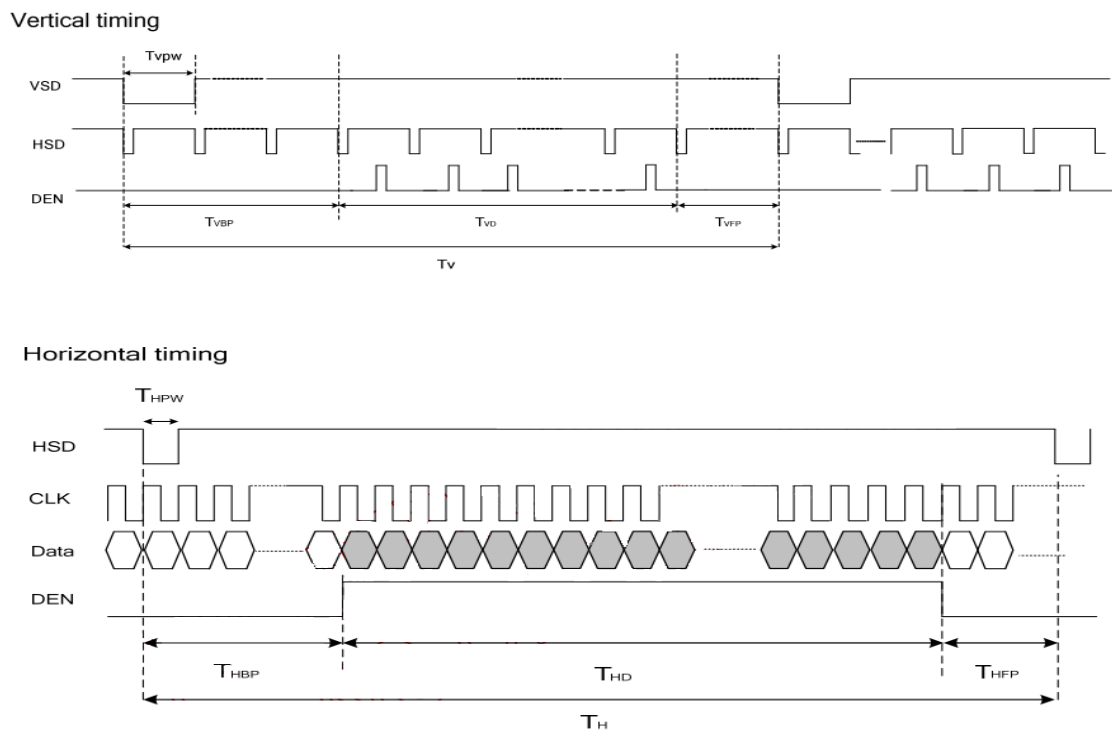 Vertical timing
Tvpw
VSD
HSD
DEN
TVBP TVD TVFP
Tv
Horizontal timing
THPW
HSD
CLK
Data
DEN
THBP THD THFP
TH